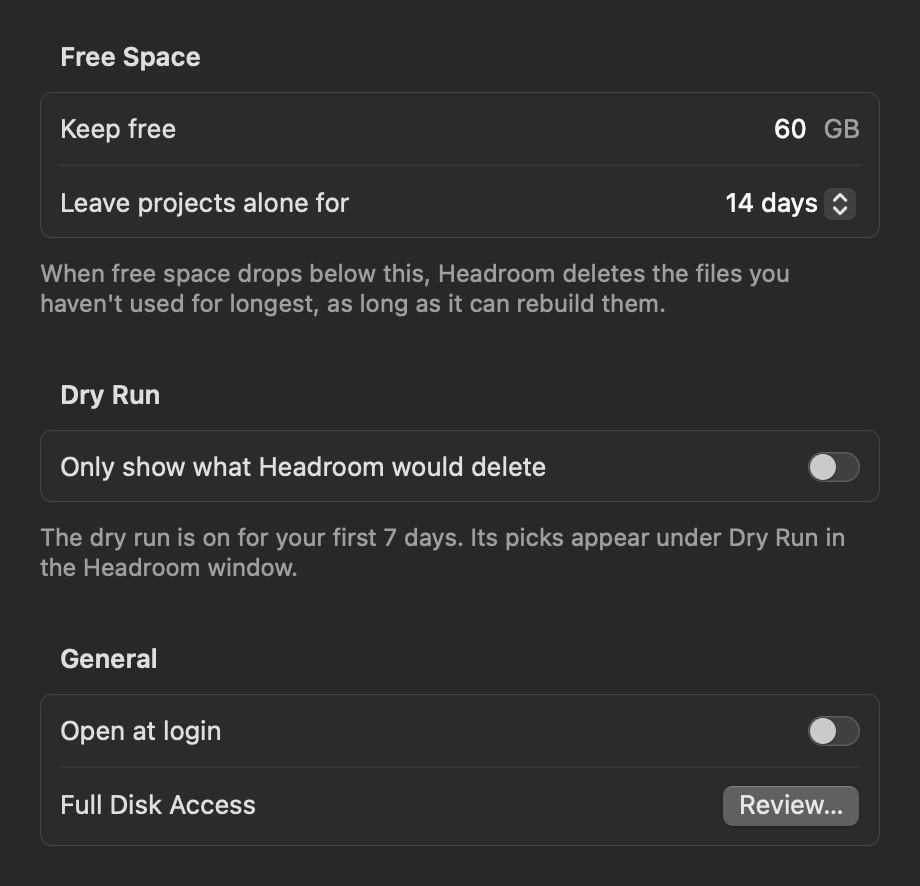 Free Space
Keep free 60 GB
Leave projects alone for 14 days
When free space drops below this, Headroom deletes the files you
haven't used for longest, as long as it can rebuild them.
Dry Run
Only show what Headroom would delete
The dry run is on for your first 7 days. Its picks appear under Dry Run in
the Headroom window.
General
Open at login
Full Disk Access Review...